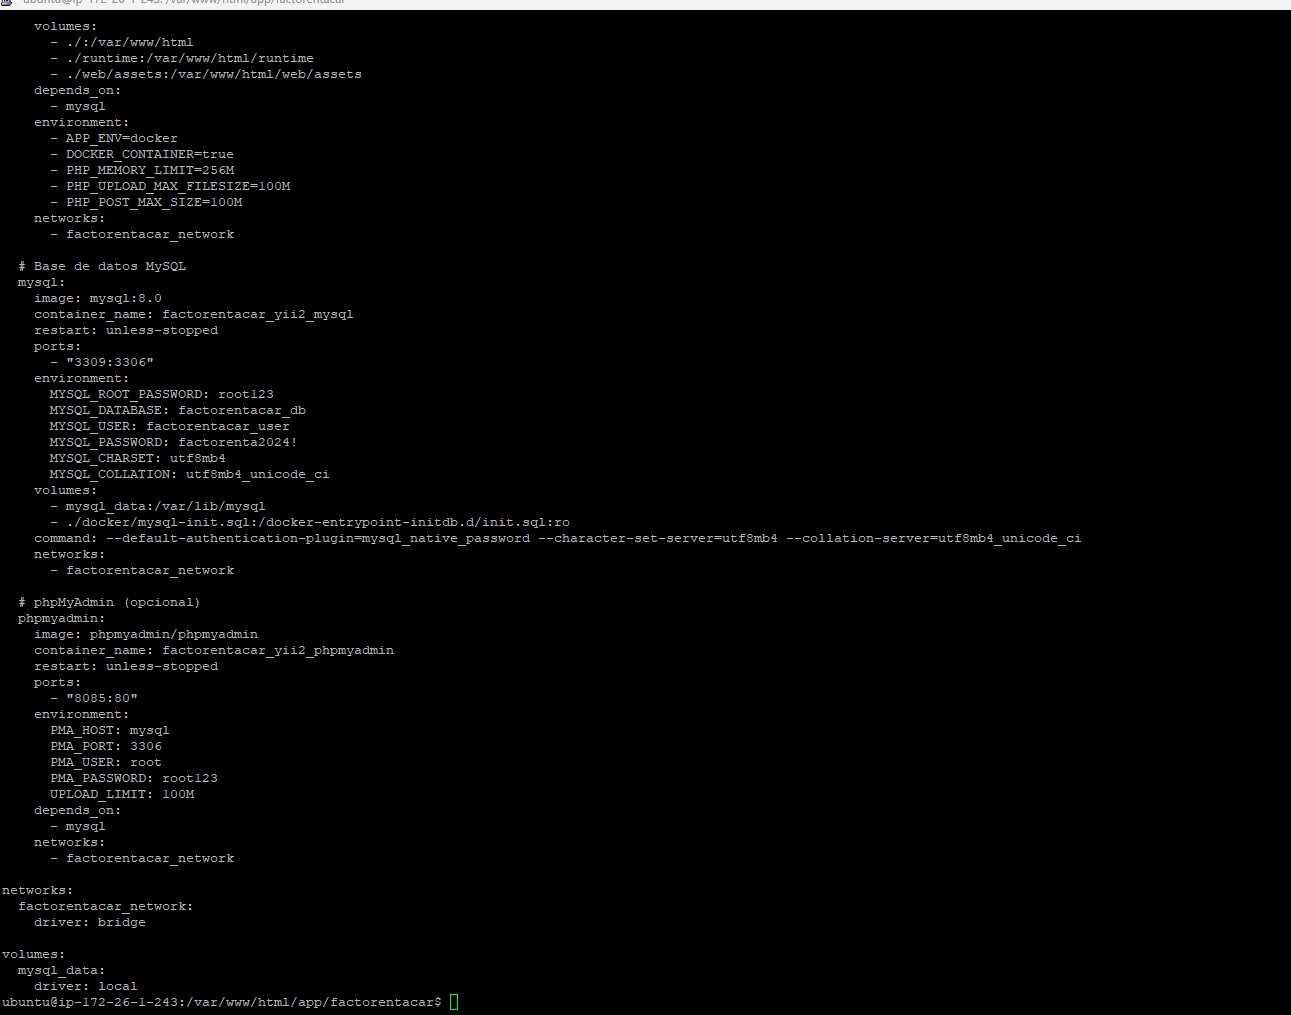 ubuntu@ip-172-26-1-243: /var/www/html/app/factorentacar
volumes:
- ./:/var/www/html
- ./runtime:/var/www/html/runtime
- ./web/assets:/var/www/html/web/assets
depends_on:
- mysql
environment:
- APP_ENV=docker
- DOCKER_CONTAINER=true
- PHP_MEMORY_LIMIT=256M
- PHP_UPLOAD_MAX_FILESIZE=100M
- PHP_POST_MAX_SIZE=100M
networks:
- factorentacar_network
# Base de datos MySQL
mysql:
image: mysql:8.0
container_name: factorentacar_yii2_mysql
restart: unless-stopped
ports:
- "3309:3306"
environment:
MYSQL_ROOT_PASSWORD: root123
MYSQL_DATABASE: factorentacar_db
MYSQL_USER: factorentacar_user
MYSQL_PASSWORD: factorenta2024!
MYSQL_CHARSET: utf8mb4
MYSQL_COLLATION: utf8mb4_unicode_ci
volumes:
- mysql_data:/var/lib/mysql
- ./docker/mysql-init.sql:/docker-entrypoint-initdb.d/init.sql:ro
command: --default-authentication-plugin=mysql_native_password --character-set-server=utf8mb4 --collation-server=utf8mb4_unicode_ci
networks:
- factorentacar_network
# phpMyAdmin (opcional)
phpmyadmin:
image: phpmyadmin/phpmyadmin
container_name: factorentacar_yii2_phpmyadmin
restart: unless-stopped
ports:
- "8085:80"
environment:
PMA_HOST: mysql
PMA_PORT: 3306
PMA_USER: root
PMA_PASSWORD: root123
UPLOAD_LIMIT: 100M
depends_on:
- mysql
networks:
- factorentacar_network
networks:
factorentacar_network:
driver: bridge
volumes:
mysql_data:
driver: local
ubuntu@ip-172-26-1-243:/var/www/html/app/factorentacar$